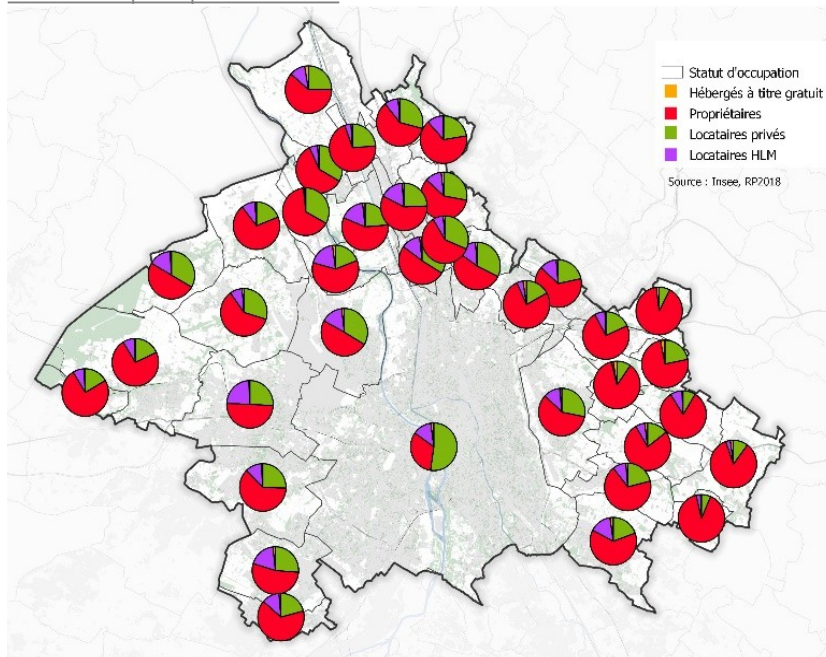 Statut d'occupation
Hébergés à titre gratuit
Propriétaires
Locataires privés
Locataires HLM
Source : Insee, RP2018